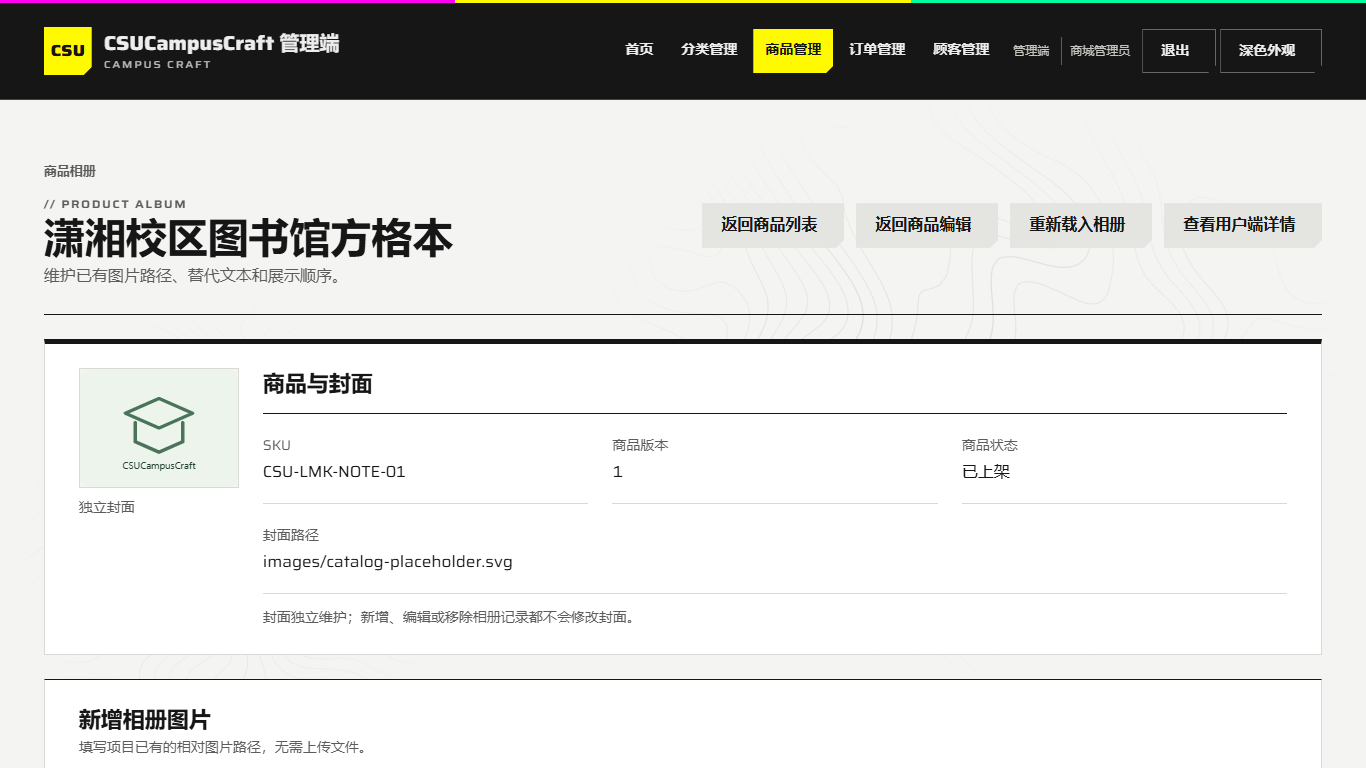 CSU
CSUCampusCraft 管理端
CAMPUS CRAFT
首页
分类管理
商品管理
订单管理
顾客管理
管理端
商城管理员
退出
深色外观
商品相册
// PRODUCT ALBUM
潇湘校区图书馆方格本
维护已有图片路径、替代文本和展示顺序。
返回商品列表
返回商品编辑
重新载入相册
查看用户端详情
CSUCampusCraft
独立封面
商品与封面
SKU
CSU-LMK-NOTE-01
商品版本
1
商品状态
已上架
封面路径
images/catalog-placeholder.svg
封面独立维护；新增、编辑或移除相册记录都不会修改封面。
新增相册图片
填写项目已有的相对图片路径，无需上传文件。